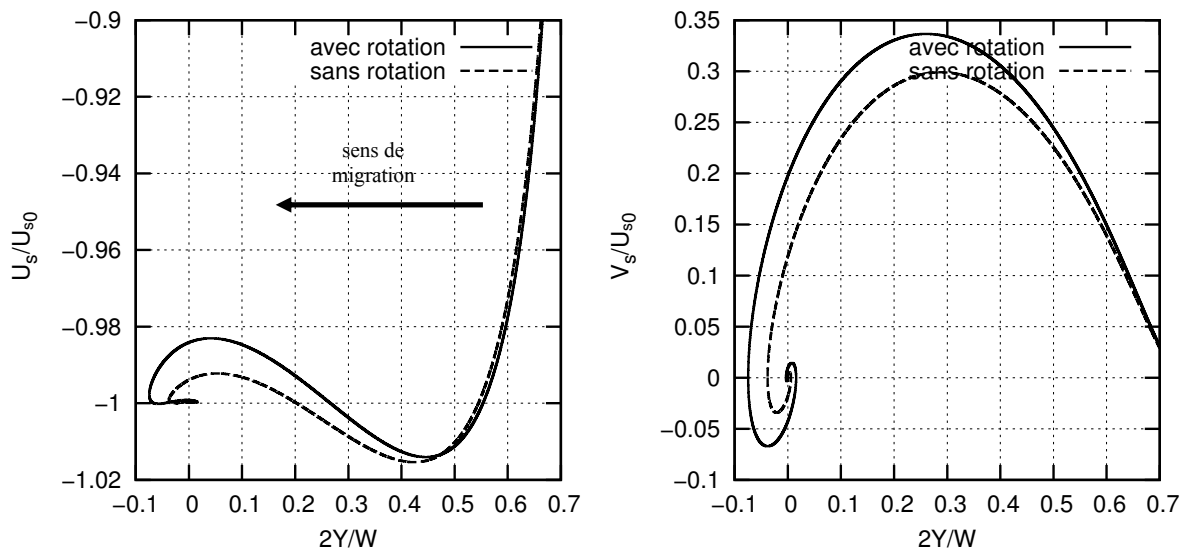 −0.9
−0.92
−0.94
−0.96
−0.98
−1
−1.02
−0.1 0 0.1 0.2 0.3 0.4 0.5 0.6 0.7
2Y/W
Us/Us0
avec rotation
sans rotation
sens de
migration
0.35
0.3
0.25
0.2
0.15
0.1
0.05
0
−0.05
−0.1
−0.1 0 0.1 0.2 0.3 0.4 0.5 0.6 0.7
2Y/W
Vs/Us0
avec rotation
sans rotation